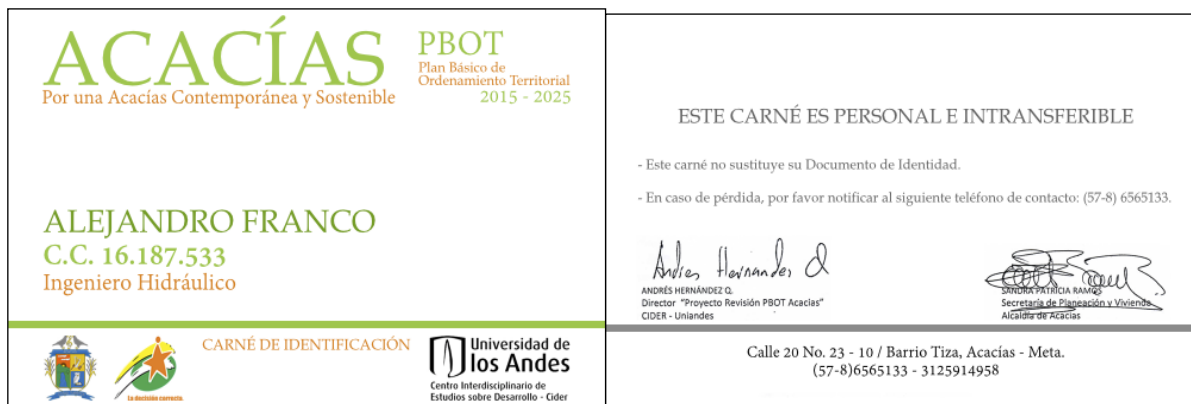 ACACÍAS
Por una Acacías Contemporánea y Sostenible
PBOT
Plan Básico de
Ordenamiento Territorial
2015 - 2025
ALEJANDRO FRANCO
C.C. 16.187.533
Ingeniero Hidráulico
CARNÉ DE IDENTIFICACIÓN
La decisión correcta.
Universidad de
los Andes
Centro Interdisciplinario de
Estudios sobre Desarrollo - Cider
ESTE CARNÉ ES PERSONAL E INTRANSFERIBLE
- Este carné no sustituye su Documento de Identidad.
- En caso de pérdida, por favor notificar al siguiente teléfono de contacto: (57-8) 6565133.
Andres Hernandez Q
ANDRÉS HERNÁNDEZ Q.
Director "Proyecto Revisión PBOT Acacias"
CIDER - Uniandes
SANDRA PATRICIA RAMOS
Secretaría de Planeación y Vivienda
Alcaldía de Acacias
Calle 20 No. 23 - 10 / Barrio Tiza, Acacías - Meta.
(57-8)6565133 - 3125914958